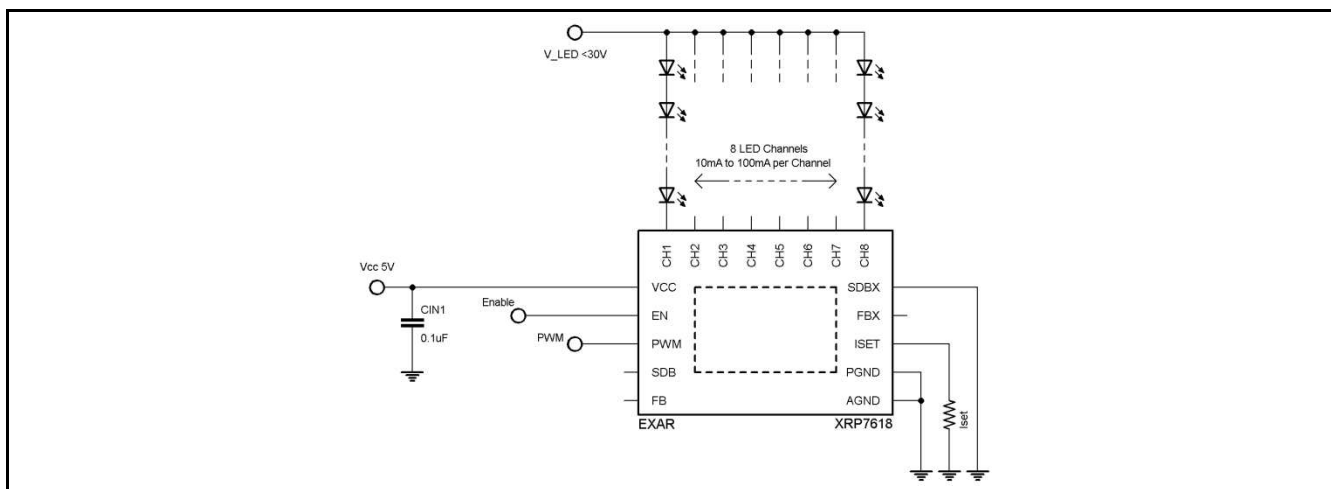 V_LED <30V
8 LED Channels
10mA to 100mA per Channel
CH1
CH2
CH3
CH4
CH5
CH6
CH7
CH8
Vcc 5V
VCC
SDBX
CIN1
0.1uF
Enable
EN
FBX
PWM
PWM
ISET
SDB
PGND
FB
AGND
Iset
EXAR
XRP7618